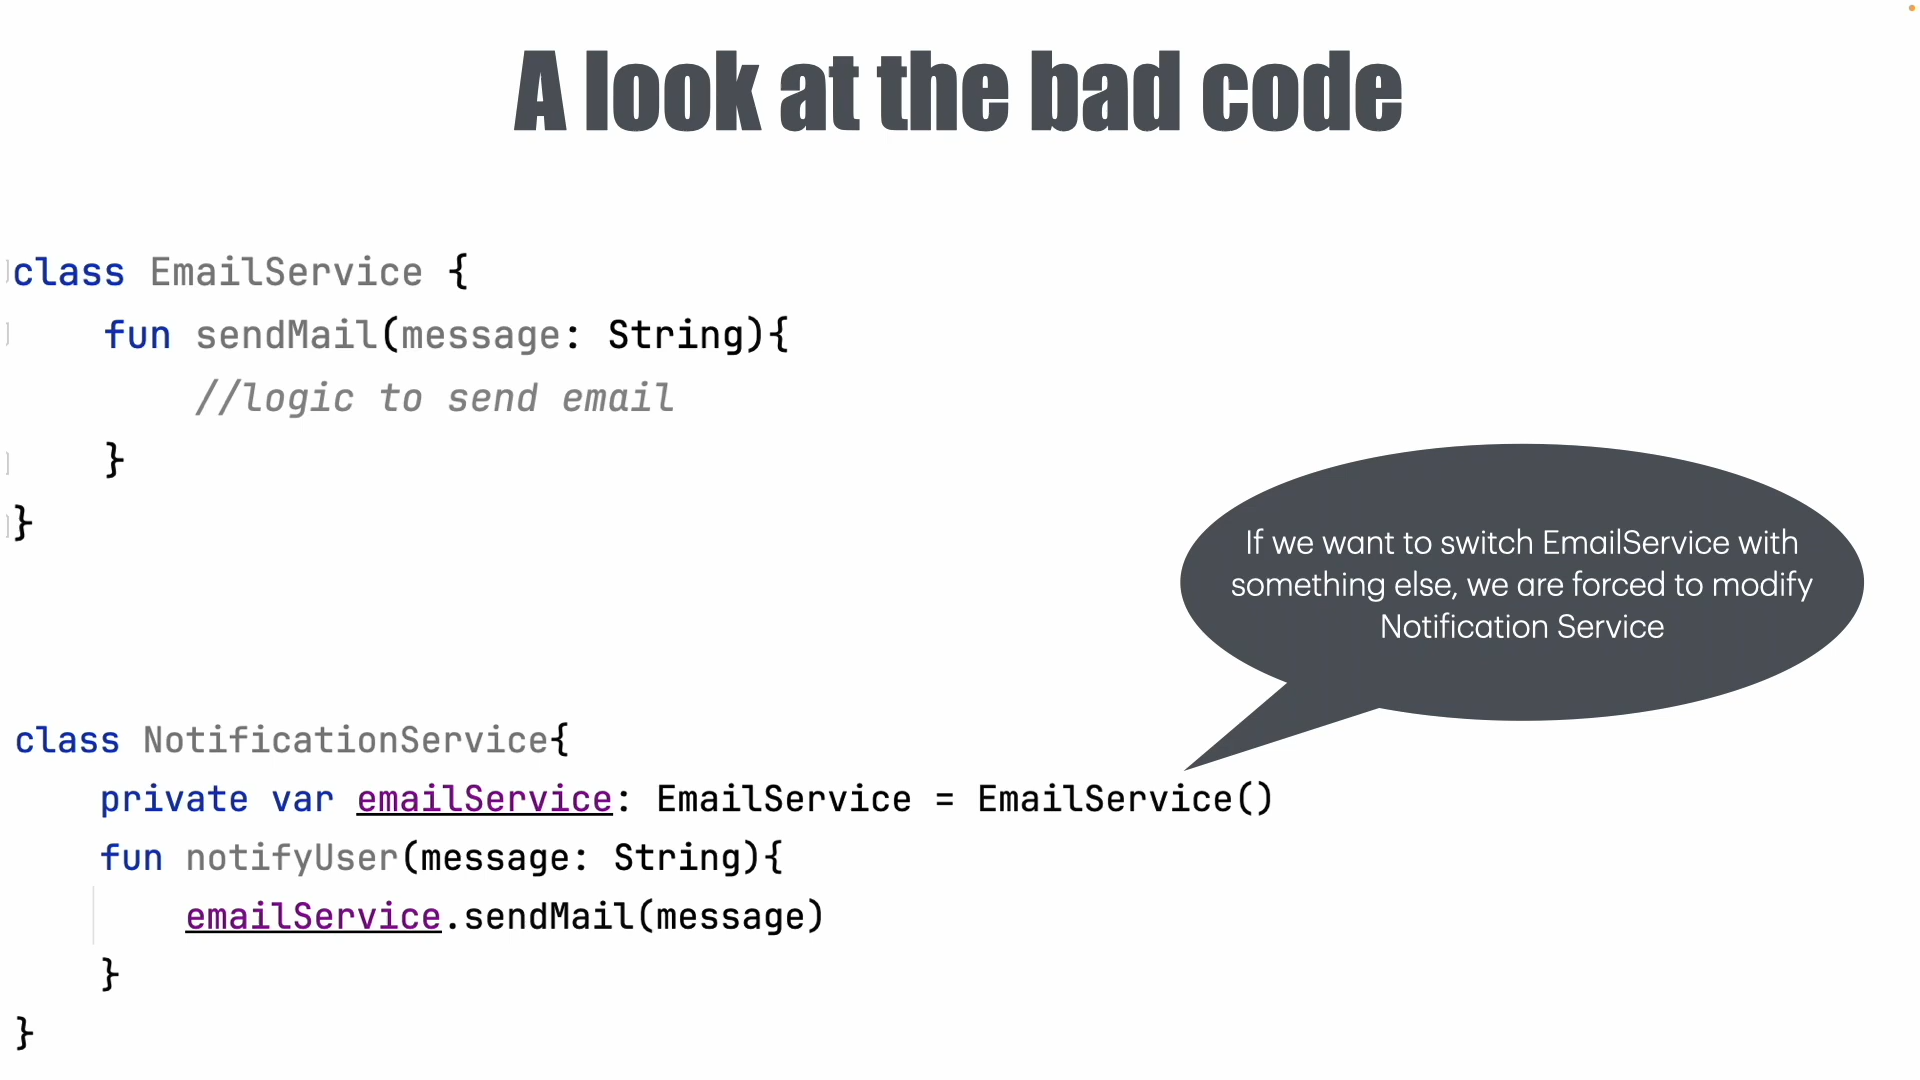 A look at the bad code
class EmailService {
fun sendMail(message: String){
//logic to send email
}
}
If we want to switch EmailService with
something else, we are forced to modify
Notification Service
class NotificationService{
private var emailService: EmailService = EmailService()
fun notifyUser(message: String){
emailService.sendMail(message)
}
}